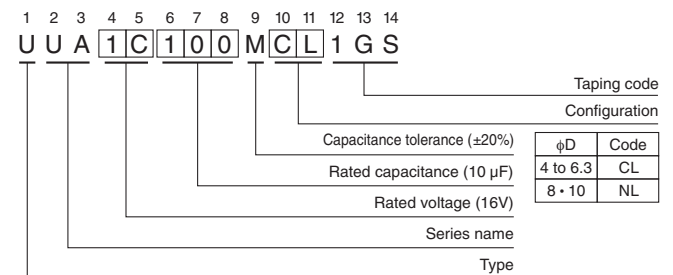 1 2 3 4 5 6 7 8 9 10 11 12 13 14
U U A 1 C 1 0 0 M C L 1 G S
Taping code
Configuration
Capacitance tolerance (±20%)
Rated capacitance (10 µF)
Rated voltage (16V)
Series name
Type
ϕD Code
4 to 6.3 CL
8 • 10 NL